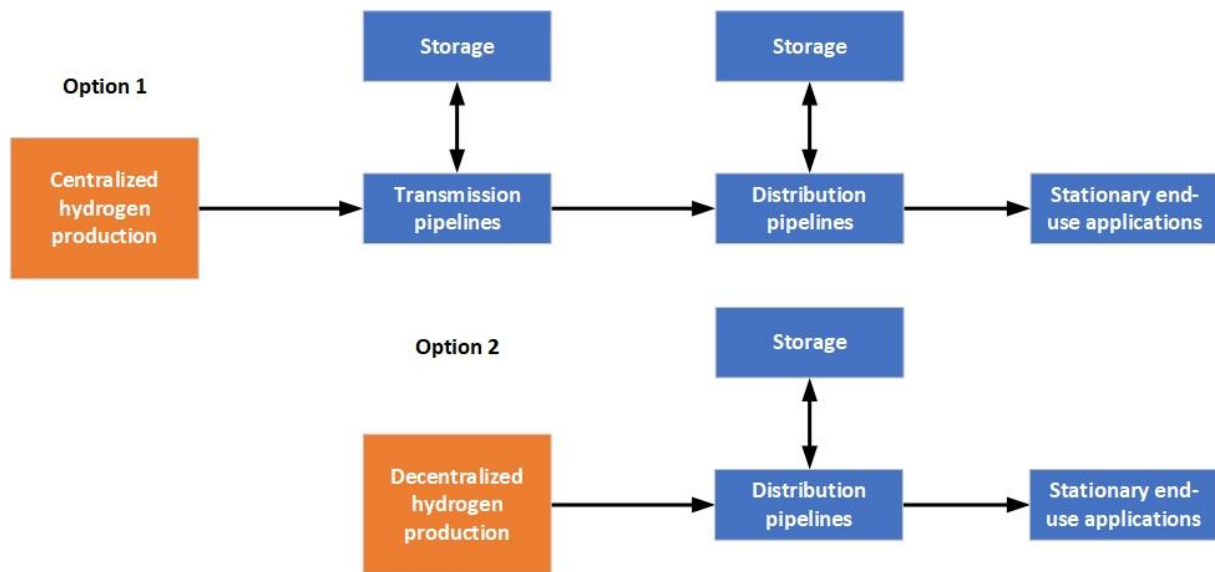 Storage
Storage
Option 1
Centralized
hydrogen
production
Transmission
pipelines
Distribution
pipelines
Stationary end-
use applications
Storage
Option 2
Decentralized
hydrogen
production
Distribution
pipelines
Stationary end-
use applications